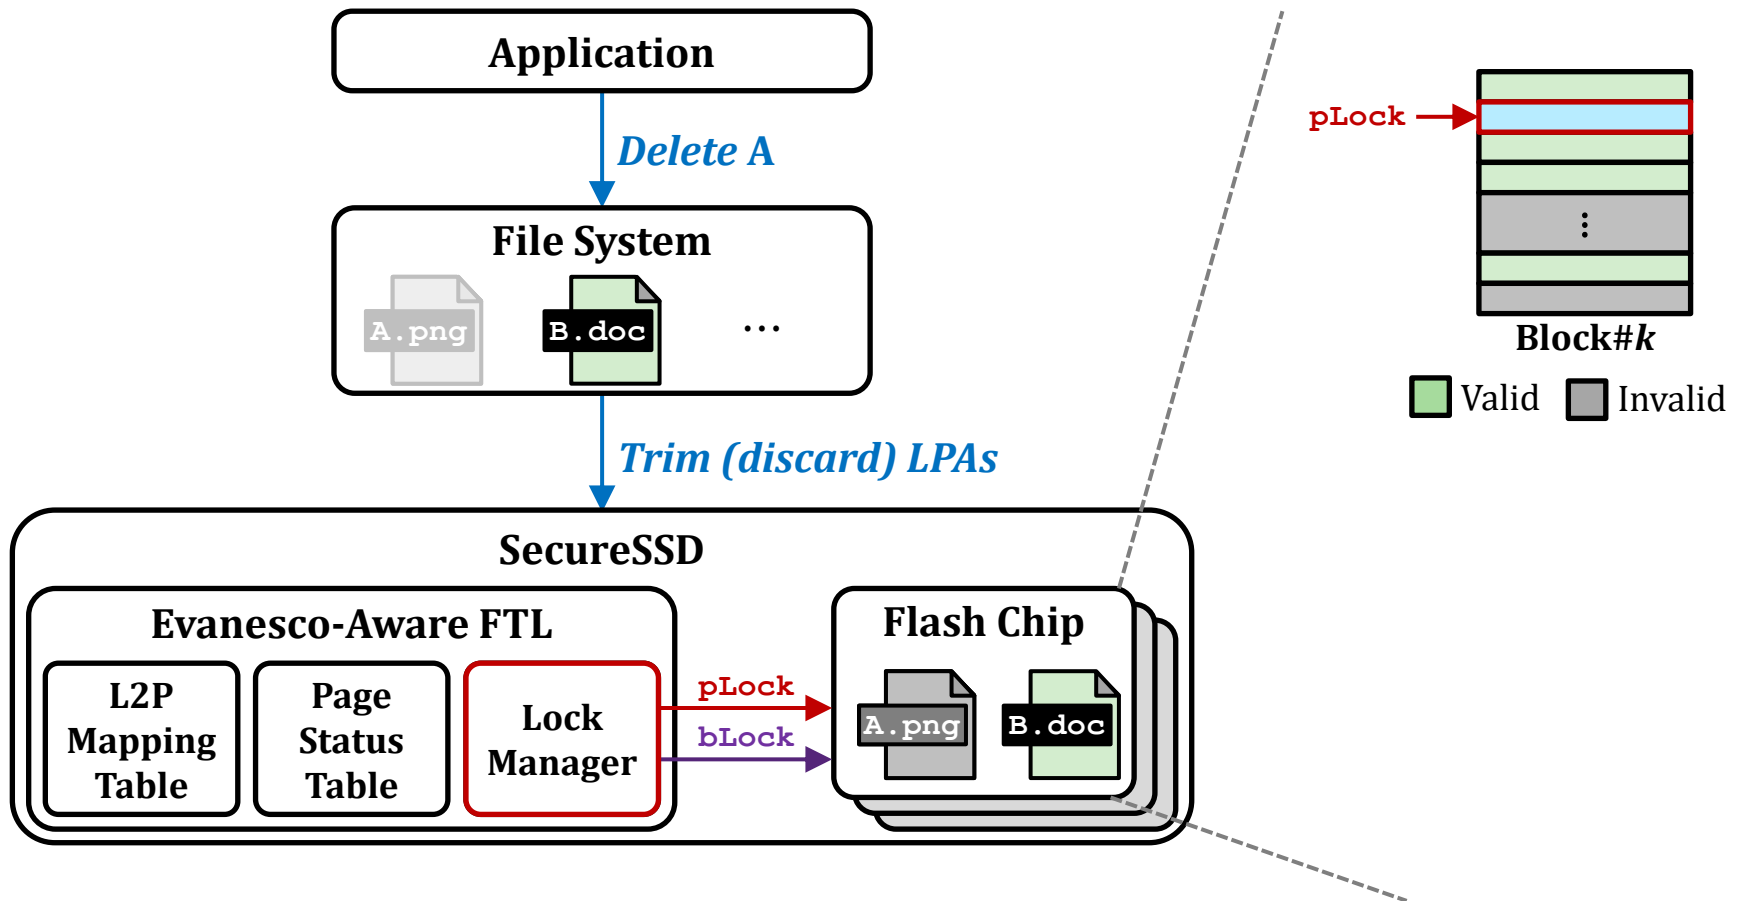 Application
Delete A
File System
A.png
B.doc
...
Trim (discard) LPAs
SecureSSD
Evanesco-Aware FTL
L2P
Mapping
Table
Page
Status
Table
Lock
Manager
pLock
bLock
Flash Chip
A.png
B.doc
pLock
⋮
Block#k
Valid
Invalid